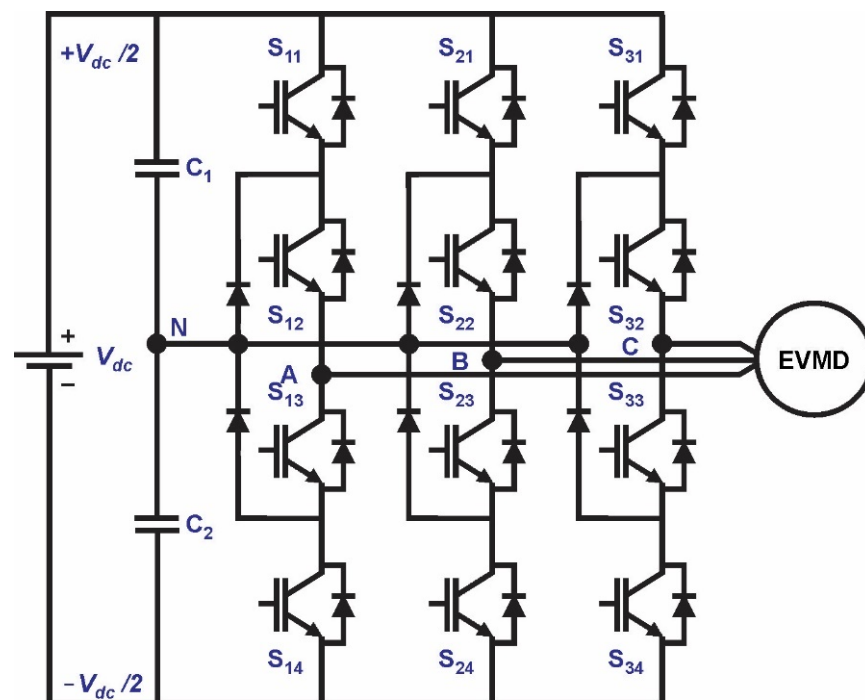 +V_dc /2
S₁₁
S₂₁
S₃₁
C₁
S₁₂
S₂₂
S₃₂
N
+
V_dc
−
A
B
C
EVMD
S₁₃
S₂₃
S₃₃
C₂
S₁₄
S₂₄
S₃₄
−V_dc /2